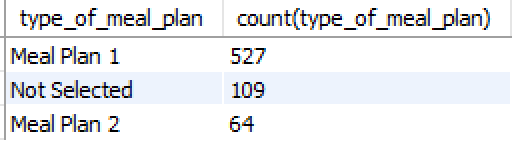 type_of_meal_plan count(type_of_meal_plan)
Meal Plan 1 527
Not Selected 109
Meal Plan 2 64